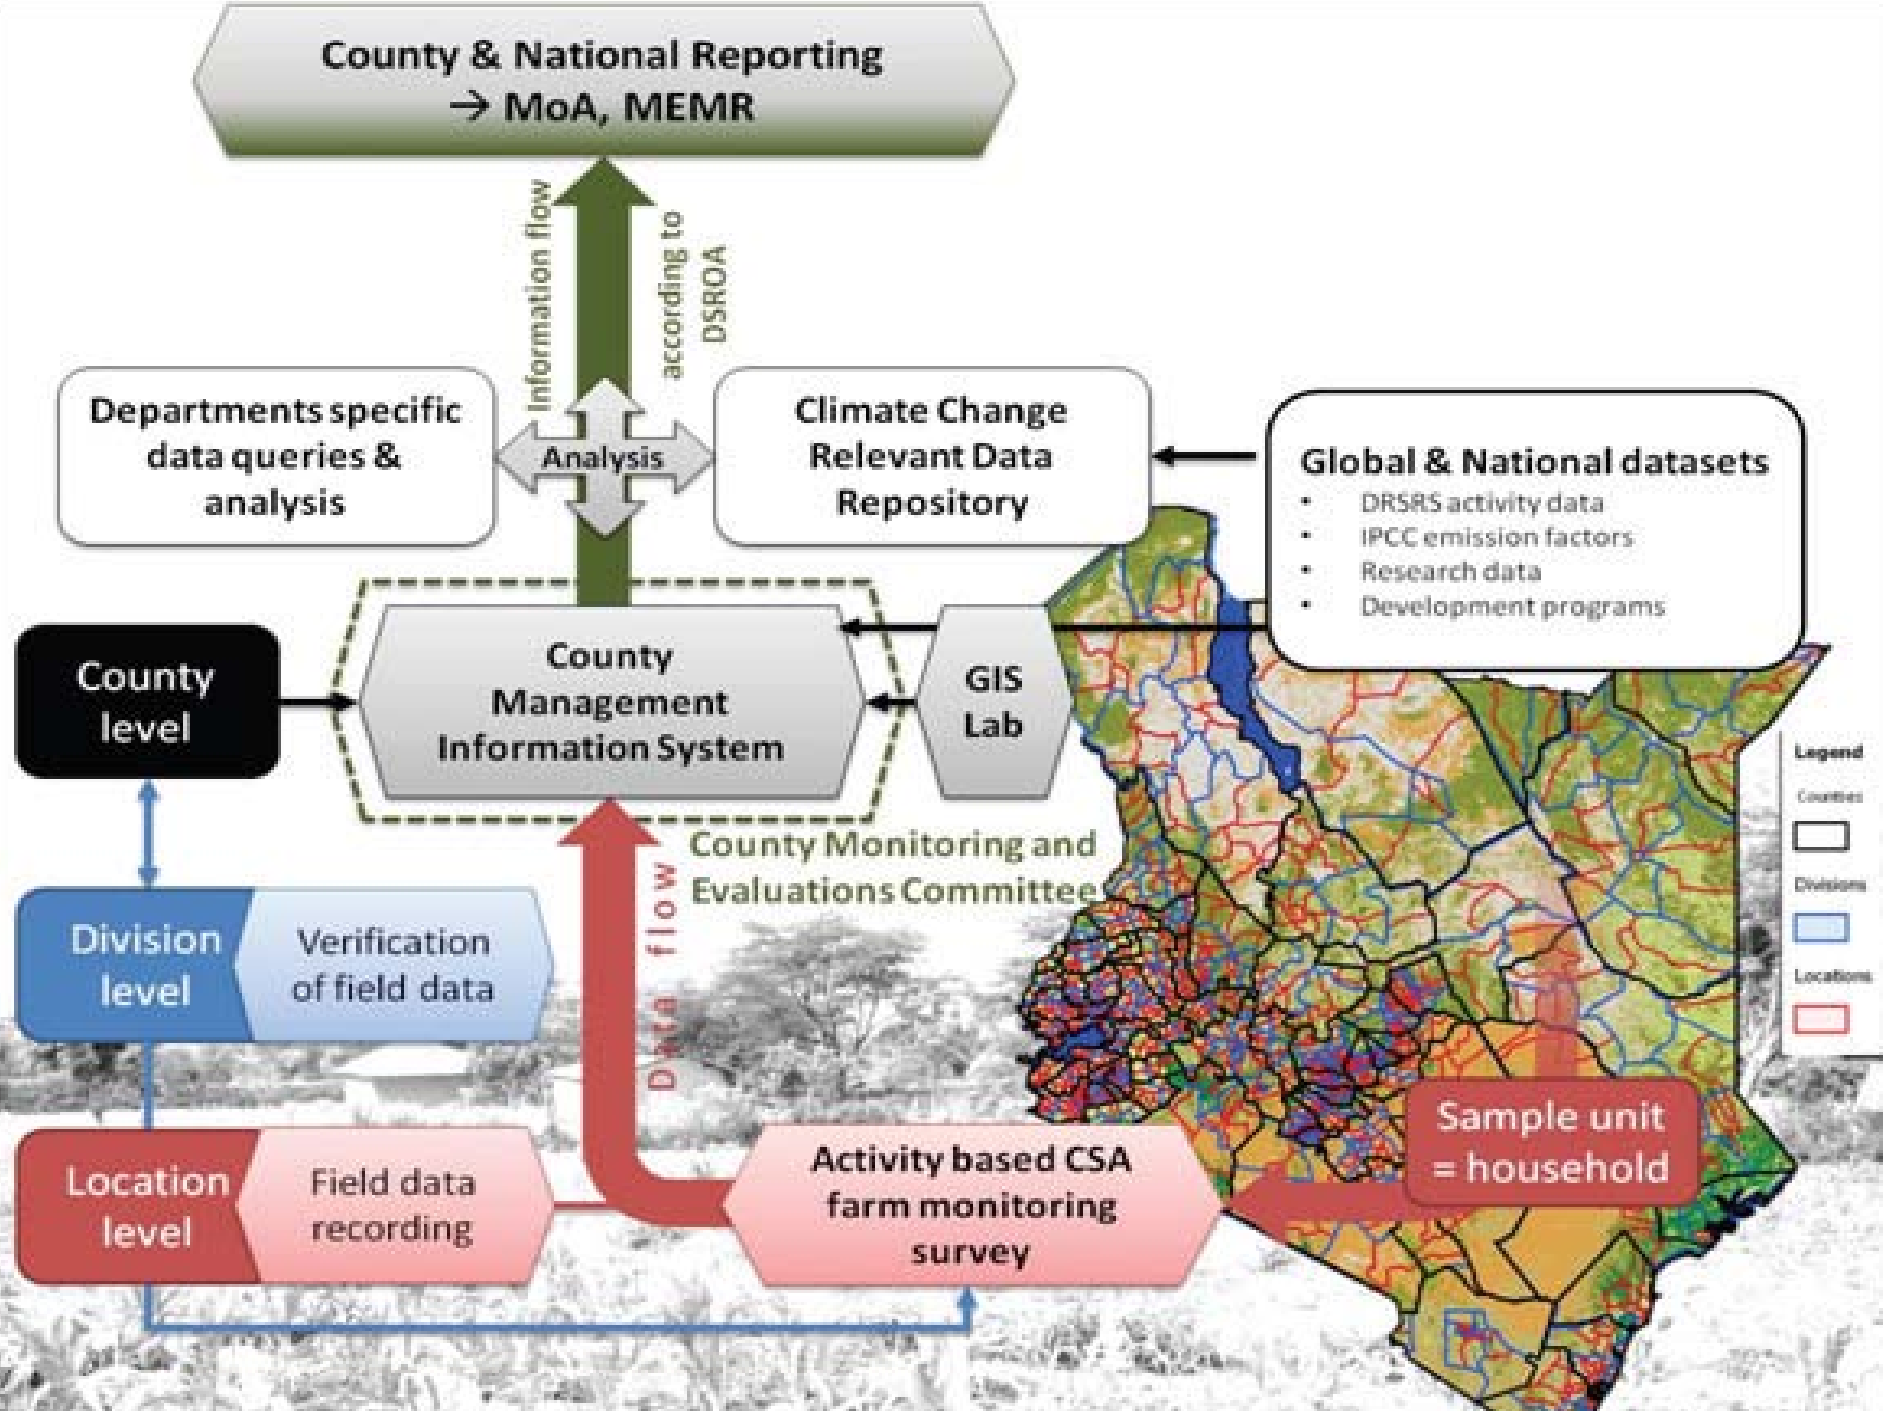 County & National Reporting
→ MoA, MEMR
Information flow
according to
DSROA
Departments specific
data queries &
analysis
Analysis
Climate Change
Relevant Data
Repository
Global & National datasets
• DRSRS activity data
• IPCC emission factors
• Research data
• Development programs
County
level
County
Management
Information System
GIS
Lab
County Monitoring and
Evaluations Committee
Legend
Counties
Divisions
Locations
Division
level
Verification
of field data
Data flow
Location
level
Field data
recording
Activity based CSA
farm monitoring
survey
Sample unit
= household